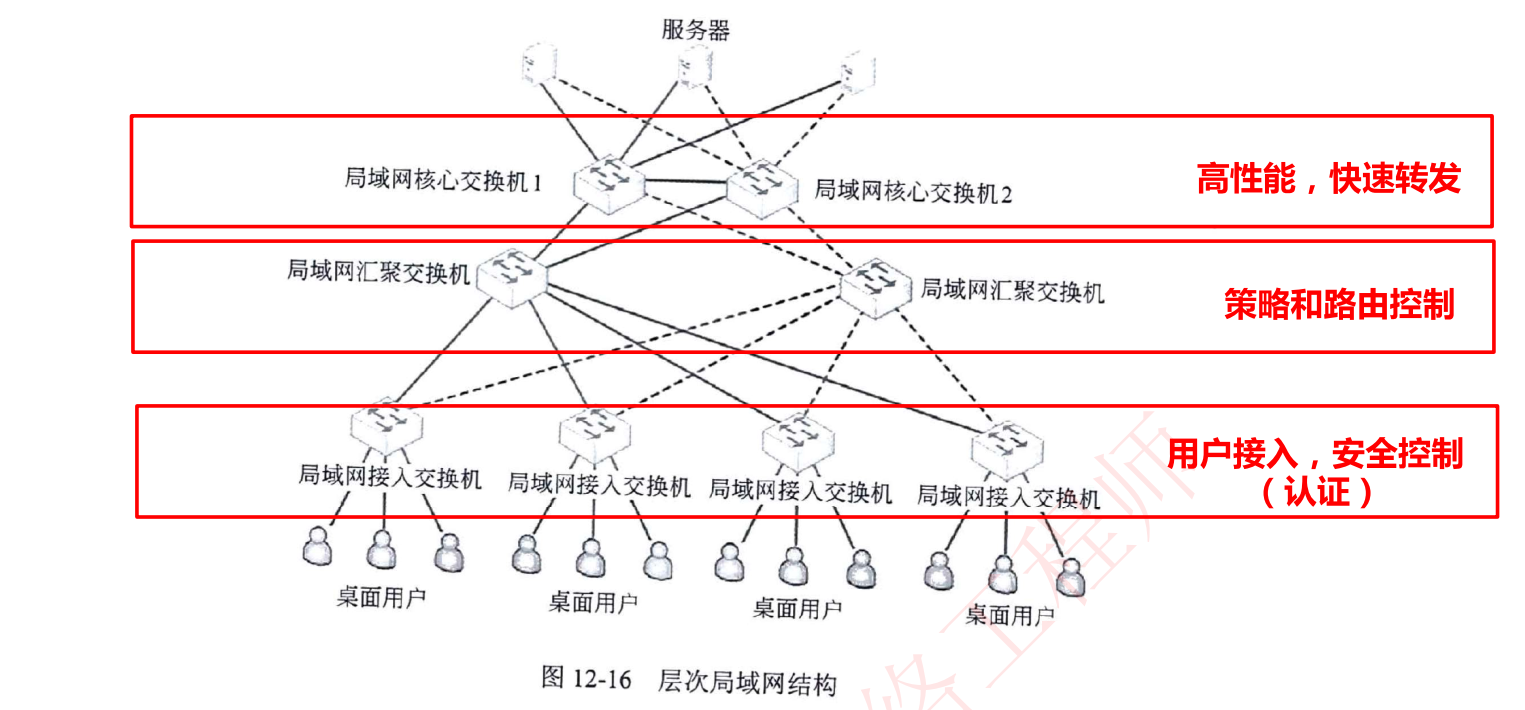 服务器
局域网核心交换机1
局域网核心交换机2
高性能，快速转发
局域网汇聚交换机
局域网汇聚交换机
策略和路由控制
用户接入，安全控制
（认证）
局域网接入交换机
局域网接入交换机
局域网接入交换机
局域网接入交换机
桌面用户
桌面用户
桌面用户
桌面用户
图 12-16 层次局域网结构
络工程师